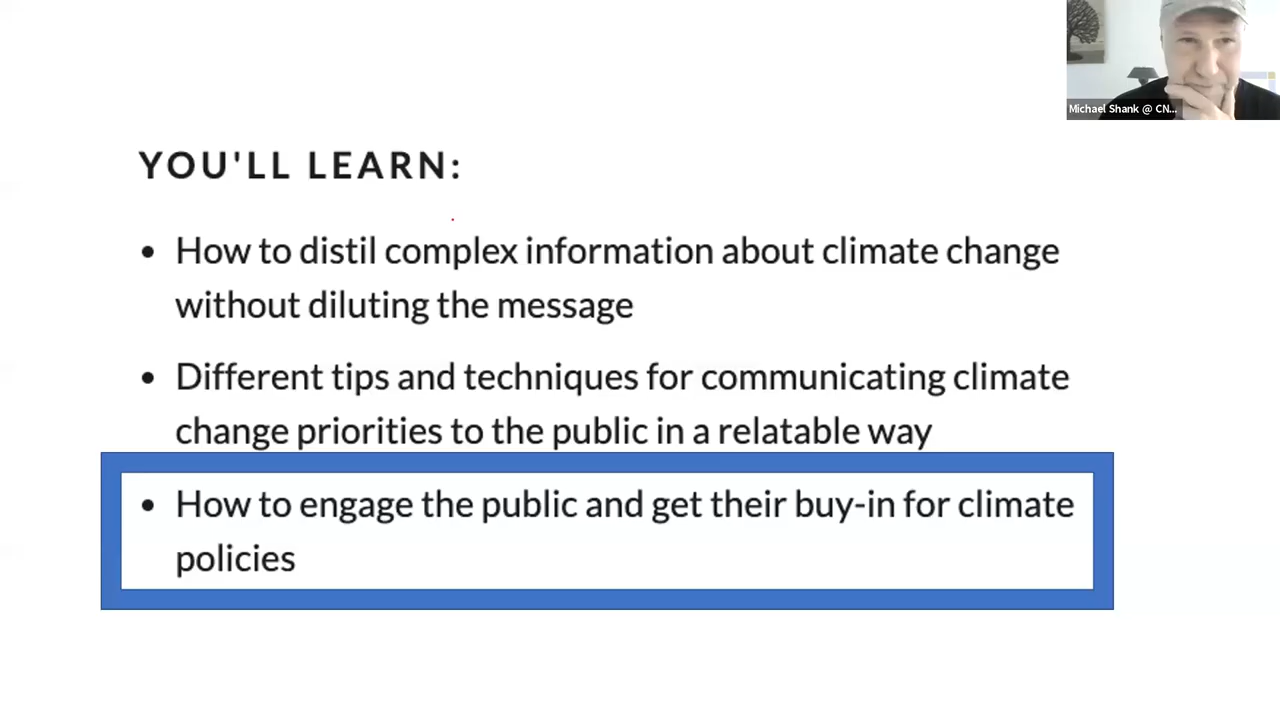 Michael Shank @ CN...
YOU'LL LEARN:
• How to distil complex information about climate change
without diluting the message
• Different tips and techniques for communicating climate
change priorities to the public in a relatable way
• How to engage the public and get their buy-in for climate
policies